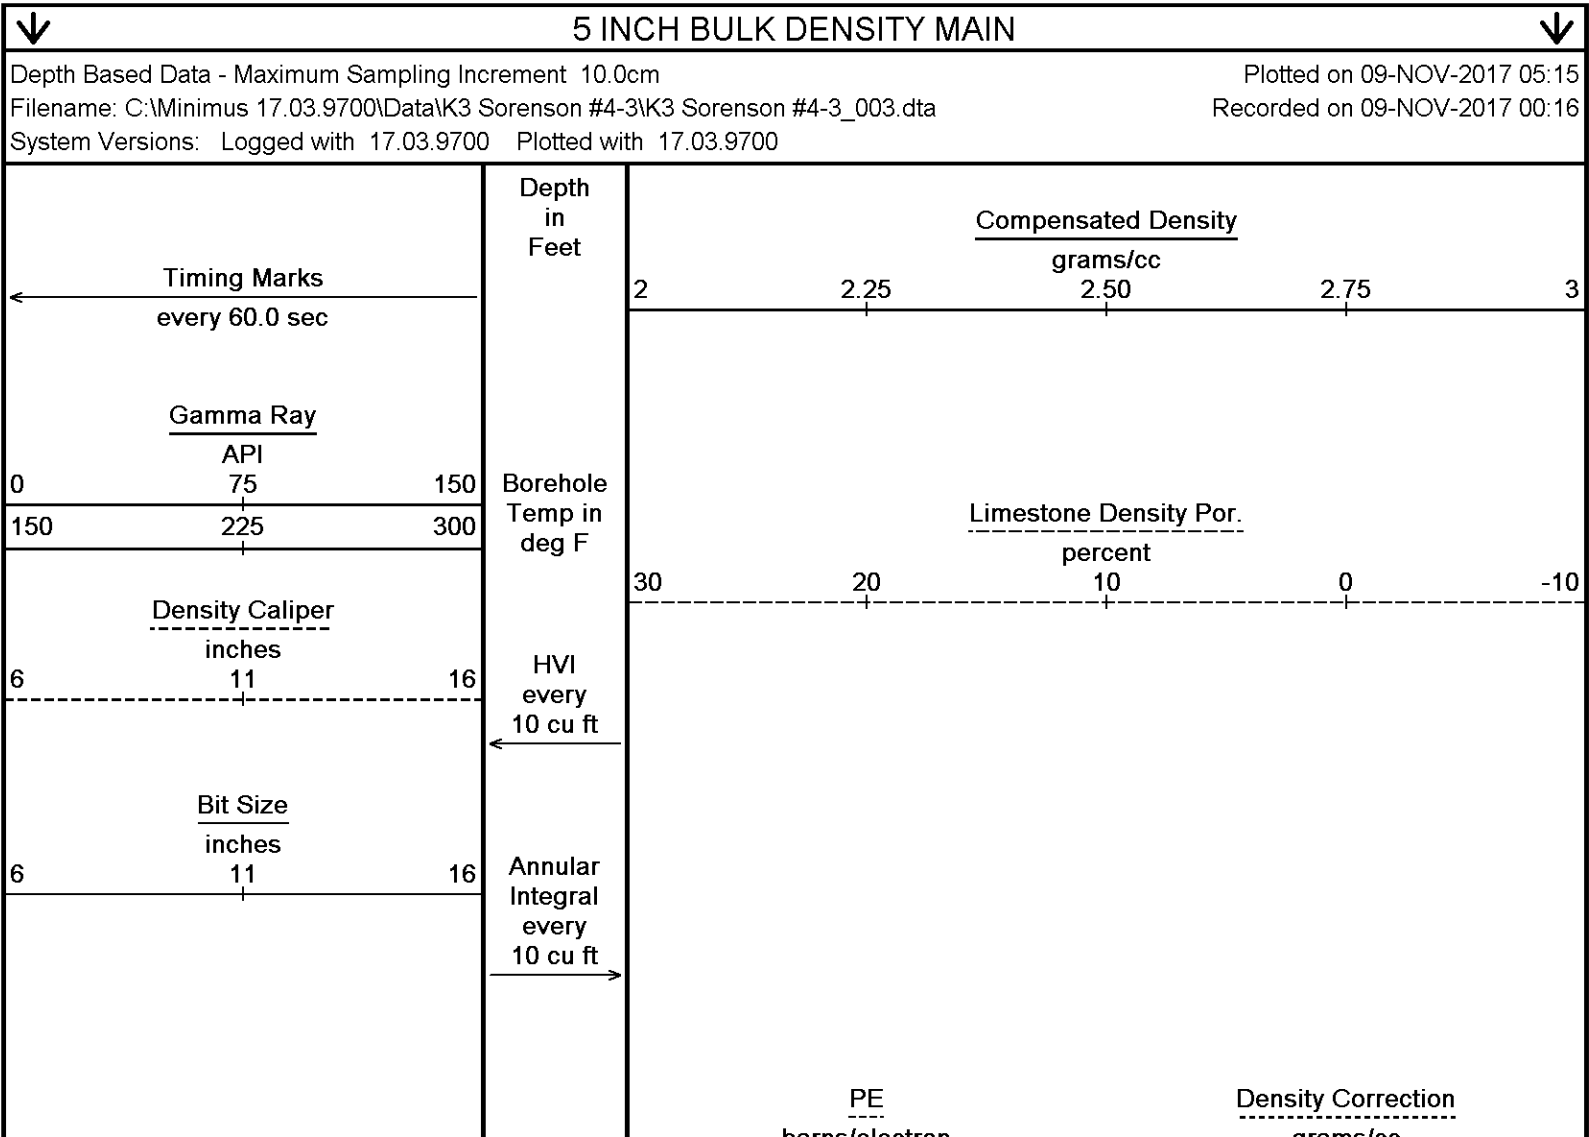 5 INCH BULK DENSITY MAIN
Depth Based Data - Maximum Sampling Increment 10.0cm
Plotted on 09-NOV-2017 05:15
Filename: C:\Minimus 17.03.9700\Data\K3 Sorenson #4-3\K3 Sorenson #4-3_003.dta
Recorded on 09-NOV-2017 00:16
System Versions: Logged with 17.03.9700 Plotted with 17.03.9700
Timing Marks
every 60.0 sec
Gamma Ray
API
0 75 150
150 225 300
Density Caliper
inches
6 11 16
Bit Size
inches
6 11 16
Depth
in
Feet
Borehole
Temp in
deg F
HVI
every
10 cu ft
Annular
Integral
every
10 cu ft
Compensated Density
grams/cc
2 2.25 2.50 2.75 3
Limestone Density Por.
percent
30 20 10 0 -10
PE
barns/electron
Density Correction
grams/cc